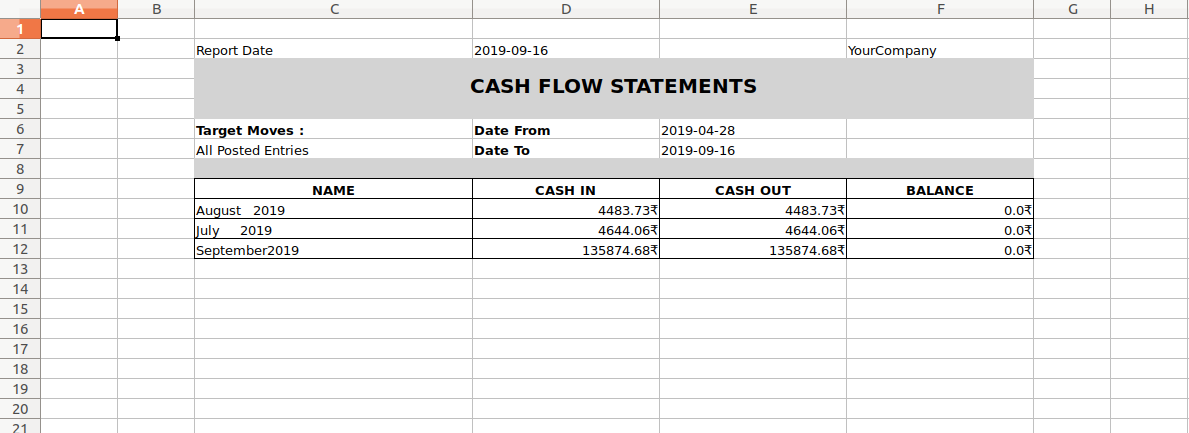 A B C D E F G H
1
2 Report Date 2019-09-16 YourCompany
3
4 CASH FLOW STATEMENTS
5
6 Target Moves : Date From 2019-04-28
7 All Posted Entries Date To 2019-09-16
8
9 NAME CASH IN CASH OUT BALANCE
10 August 2019 4483.73₹ 4483.73₹ 0.0₹
11 July 2019 4644.06₹ 4644.06₹ 0.0₹
12 September2019 135874.68₹ 135874.68₹ 0.0₹
13
14
15
16
17
18
19
20
21